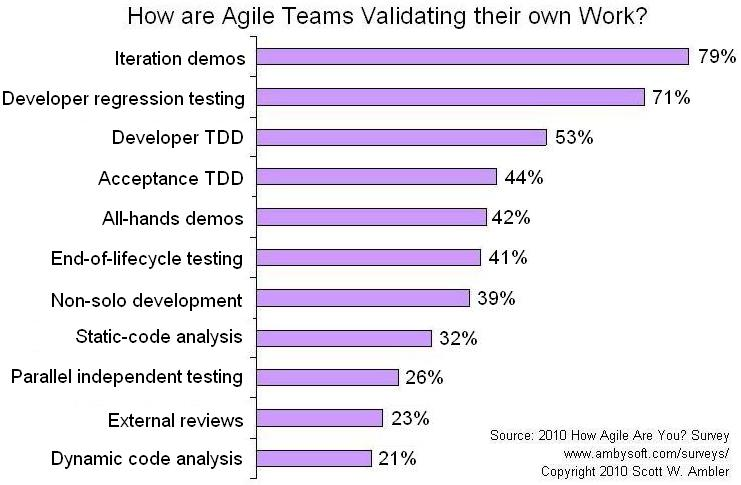 How are Agile Teams Validating their own Work?
Iteration demos 79%
Developer regression testing 71%
Developer TDD 53%
Acceptance TDD 44%
All-hands demos 42%
End-of-lifecycle testing 41%
Non-solo development 39%
Static-code analysis 32%
Parallel independent testing 26%
External reviews 23%
Dynamic code analysis 21%
Source: 2010 How Agile Are You? Survey
www.ambysoft.com/surveys/
Copyright 2010 Scott W. Ambler